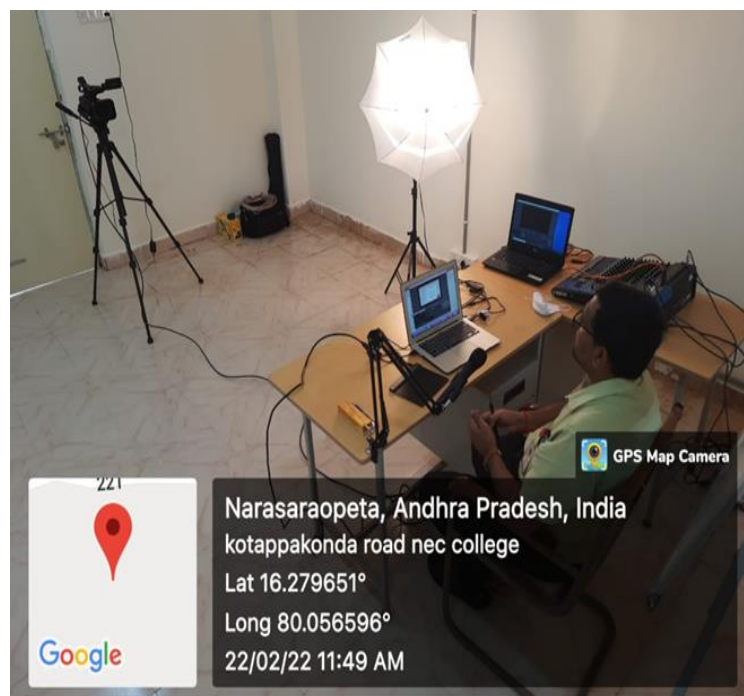 GPS Map Camera
221
Google
Narasaraopeta, Andhra Pradesh, India
kotappakonda road nec college
Lat 16.279651°
Long 80.056596°
22/02/22 11:49 AM